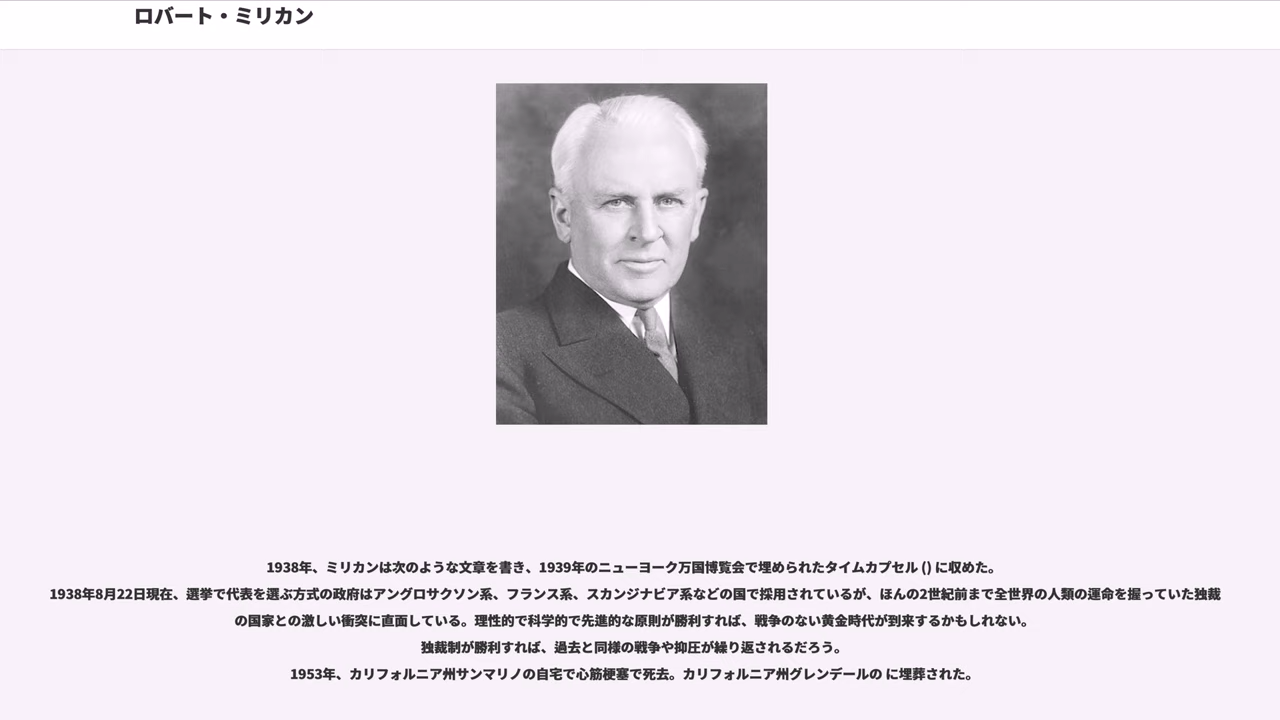 ロバート・ミリカン
1938年、ミリカンは次のような文章を書き、1939年のニューヨーク万国博覧会で埋められたタイムカプセル () に収めた。
1938年8月22日現在、選挙で代表を選ぶ方式の政府はアングロサクソン系、フランス系、スカンジナビア系などの国で採用されているが、ほんの2世紀前まで全世界の人類の運命を握っていた独裁
の国家との激しい衝突に直面している。理性的で科学的で先進的な原則が勝利すれば、戦争のない黄金時代が到来するかもしれない。
独裁制が勝利すれば、過去と同様の戦争や抑圧が繰り返されるだろう。
1953年、カリフォルニア州サンマリノの自宅で心筋梗塞で死去。カリフォルニア州グレンデールの に埋葬された。